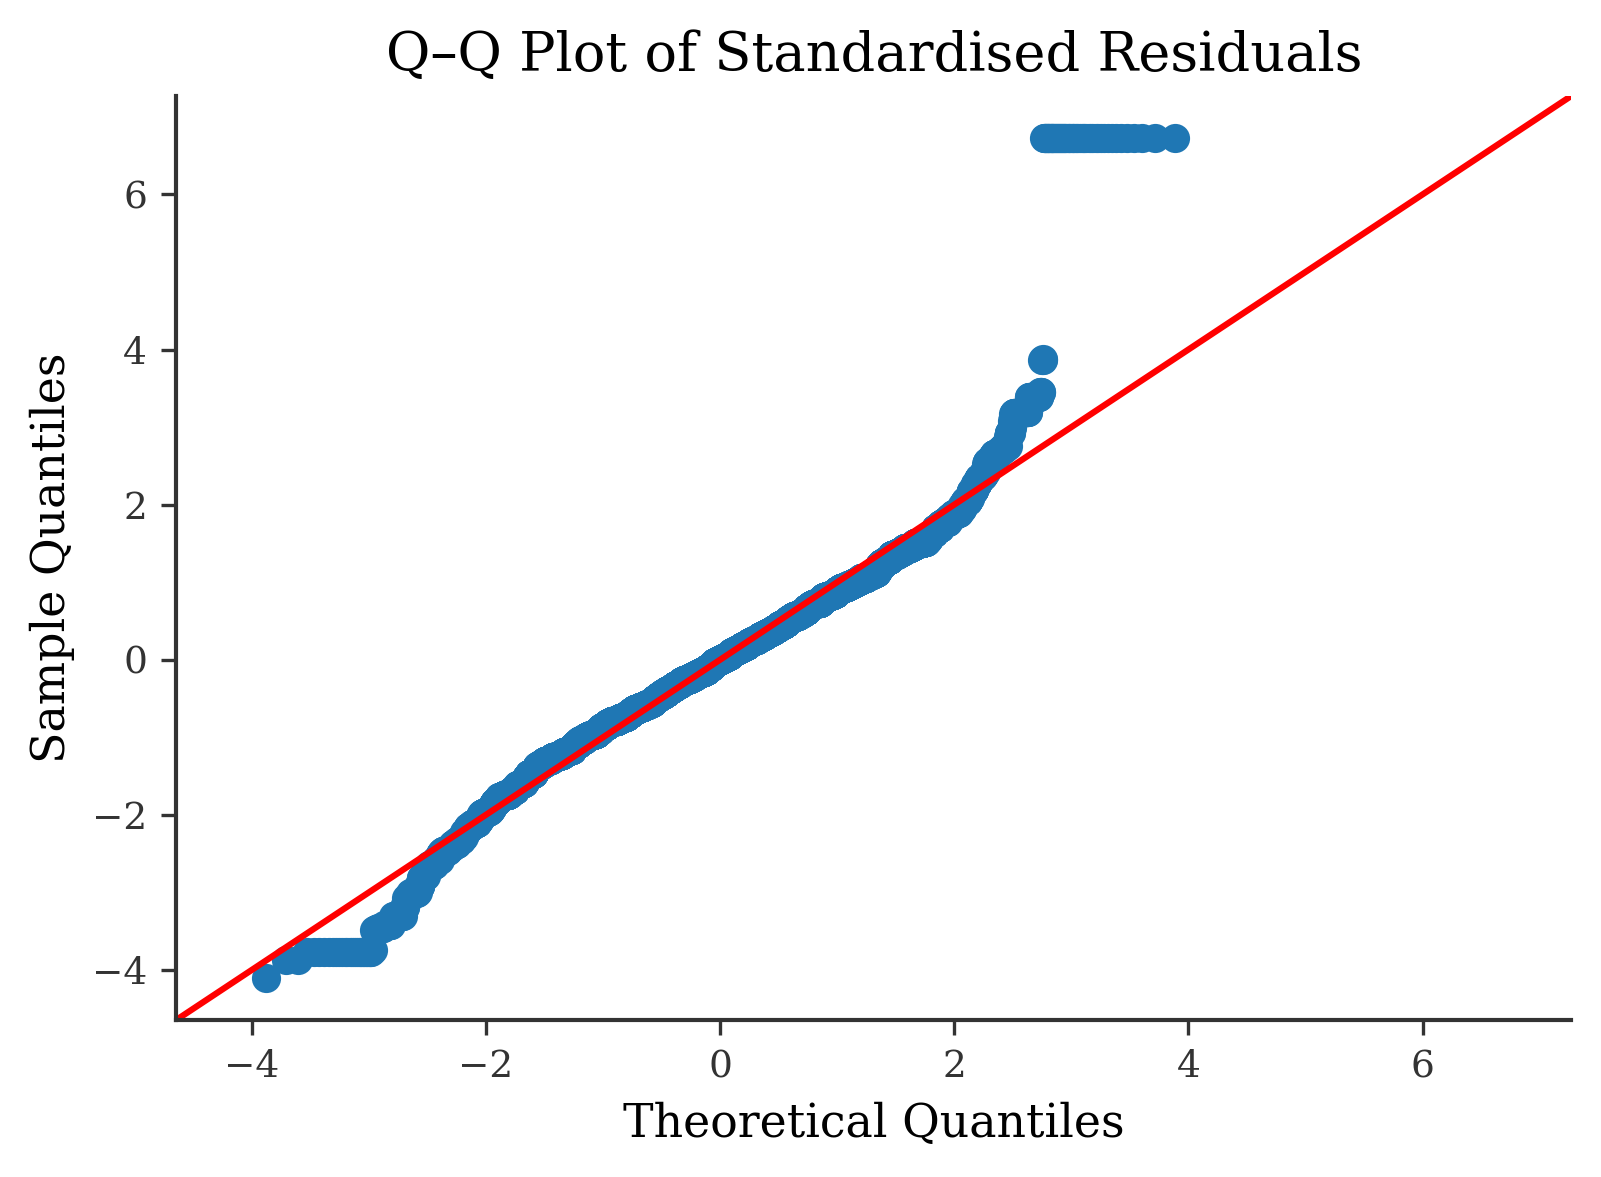 Q–Q Plot of Standardised Residuals
Sample Quantiles
6
4
2
0
−2
−4
−4 −2 0 2 4 6
Theoretical Quantiles